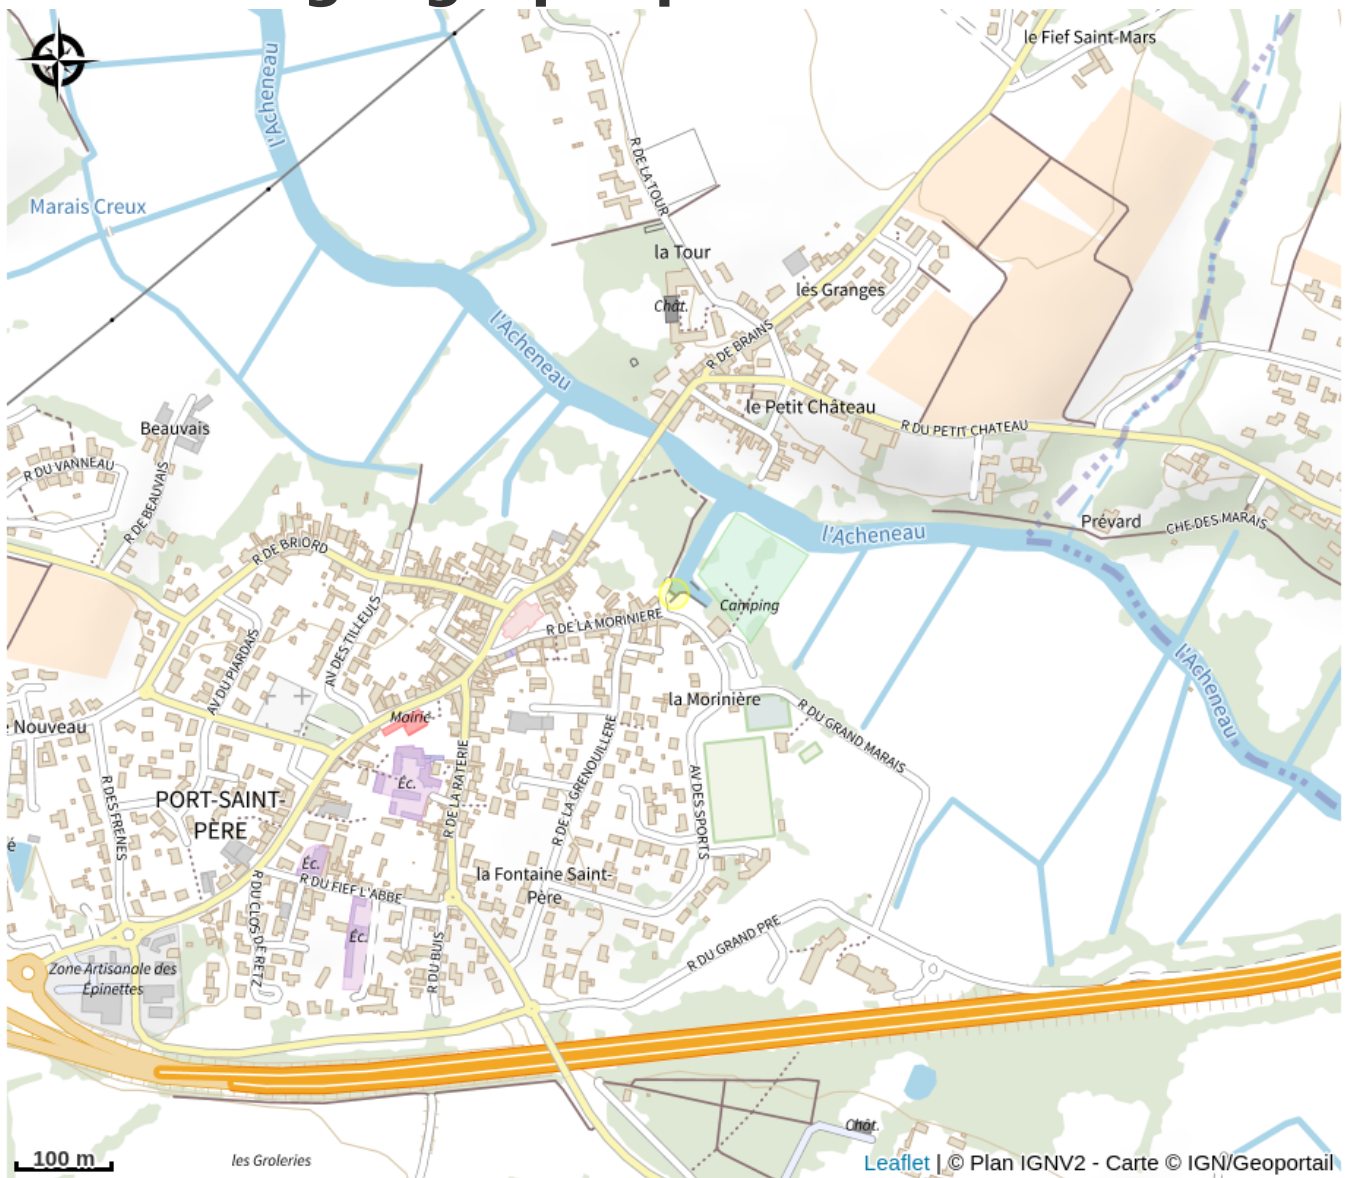 le Fief Saint-Mars
l'Acheneau
R DE LA TOUR
Marais Creux
la Tour
les Granges
Chât.
l'Acheneau
R DE BRAINS
le Petit Château
R DU PETIT CHATEAU
Beauvais
R DU VANNEAU
R DE BEAUVAIS
Prévard
CHE DES MARAIS
l'Acheneau
R DE BRIORD
Camping
R DE LA MORINIERE
AV DES TILLEULS
AV DU PIARDAIS
l'Acheneau
la Morinière
Mairie
Nouveau
R DU GRAND MARAIS
R DE LA GRENOUILLERE
R DE LA RATERIE
Éc.
AV DES SPORTS
R DES FRENES
PORT-SAINT-
PÈRE
é
Éc.
la Fontaine Saint-
Père
R DU FIEF L'ABBE
R DU CLOS DE RETZ
Éc.
R DU BUIS
R DU GRAND PRE
Zone Artisanale des
Épinettes
Chât.
100 m
les Groleries
Leaflet | © Plan IGNV2 - Carte © IGN/Geoportail